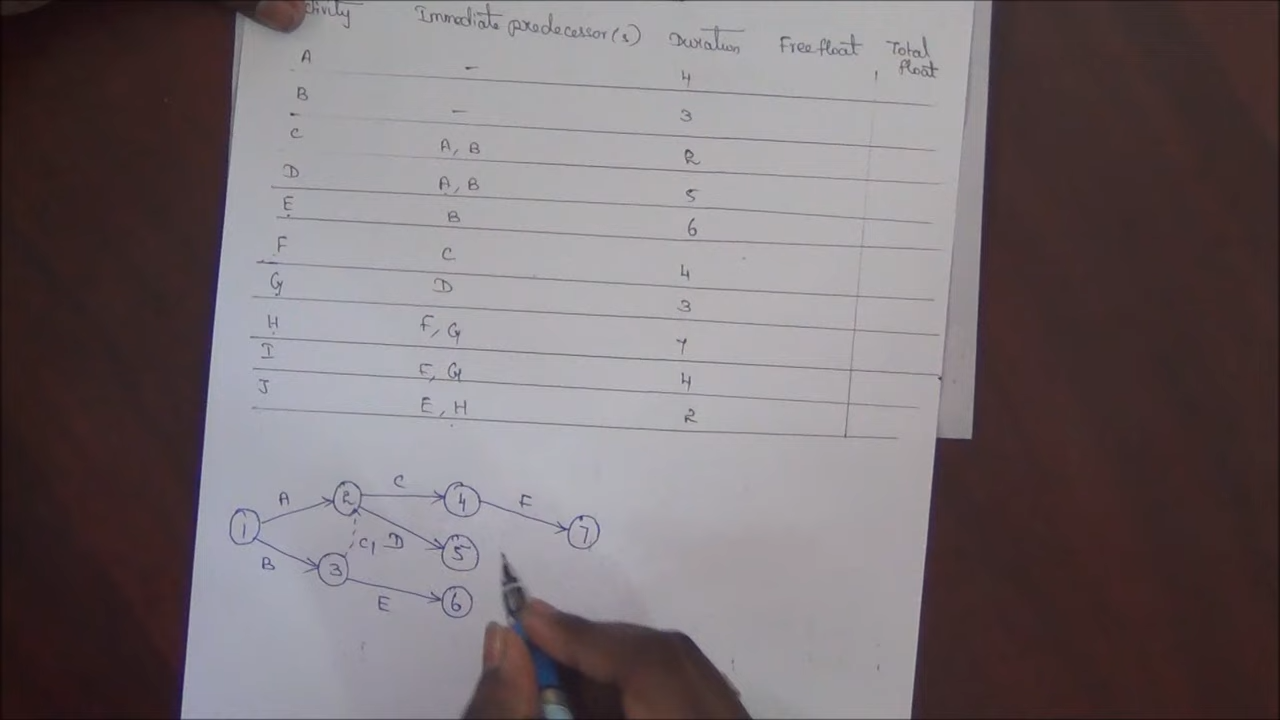 ctivity Immediate predecessor(s) Duration Free float Total float
A - 4
B - 3
C A, B 2
D A, B 5
E B 6
F C 4
G D 3
H F, G 7
I F, G 4
J E, H 2
A 2 C 4 F
1 7
B 3 C1 D 5
E 6